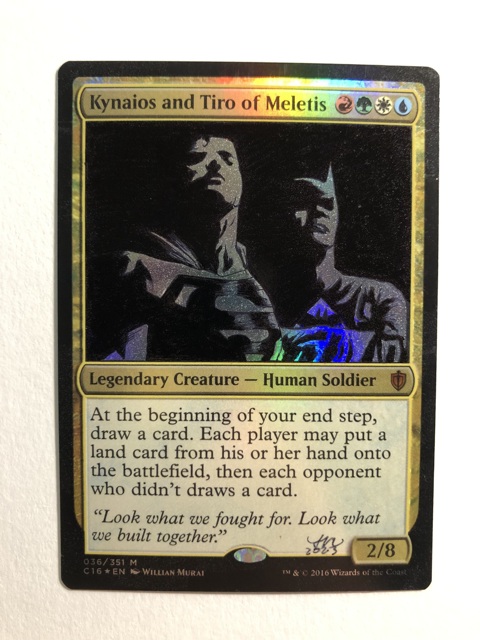 Kynaios and Tiro of Meletis
Legendary Creature — Human Soldier
At the beginning of your end step,
draw a card. Each player may put a
land card from his or her hand onto
the battlefield, then each opponent
who didn't draws a card.
"Look what we fought for. Look what
we built together."
2/8
036/351 M
C16 ★ EN Willian Murai
™ & © 2016 Wizards of the Coast